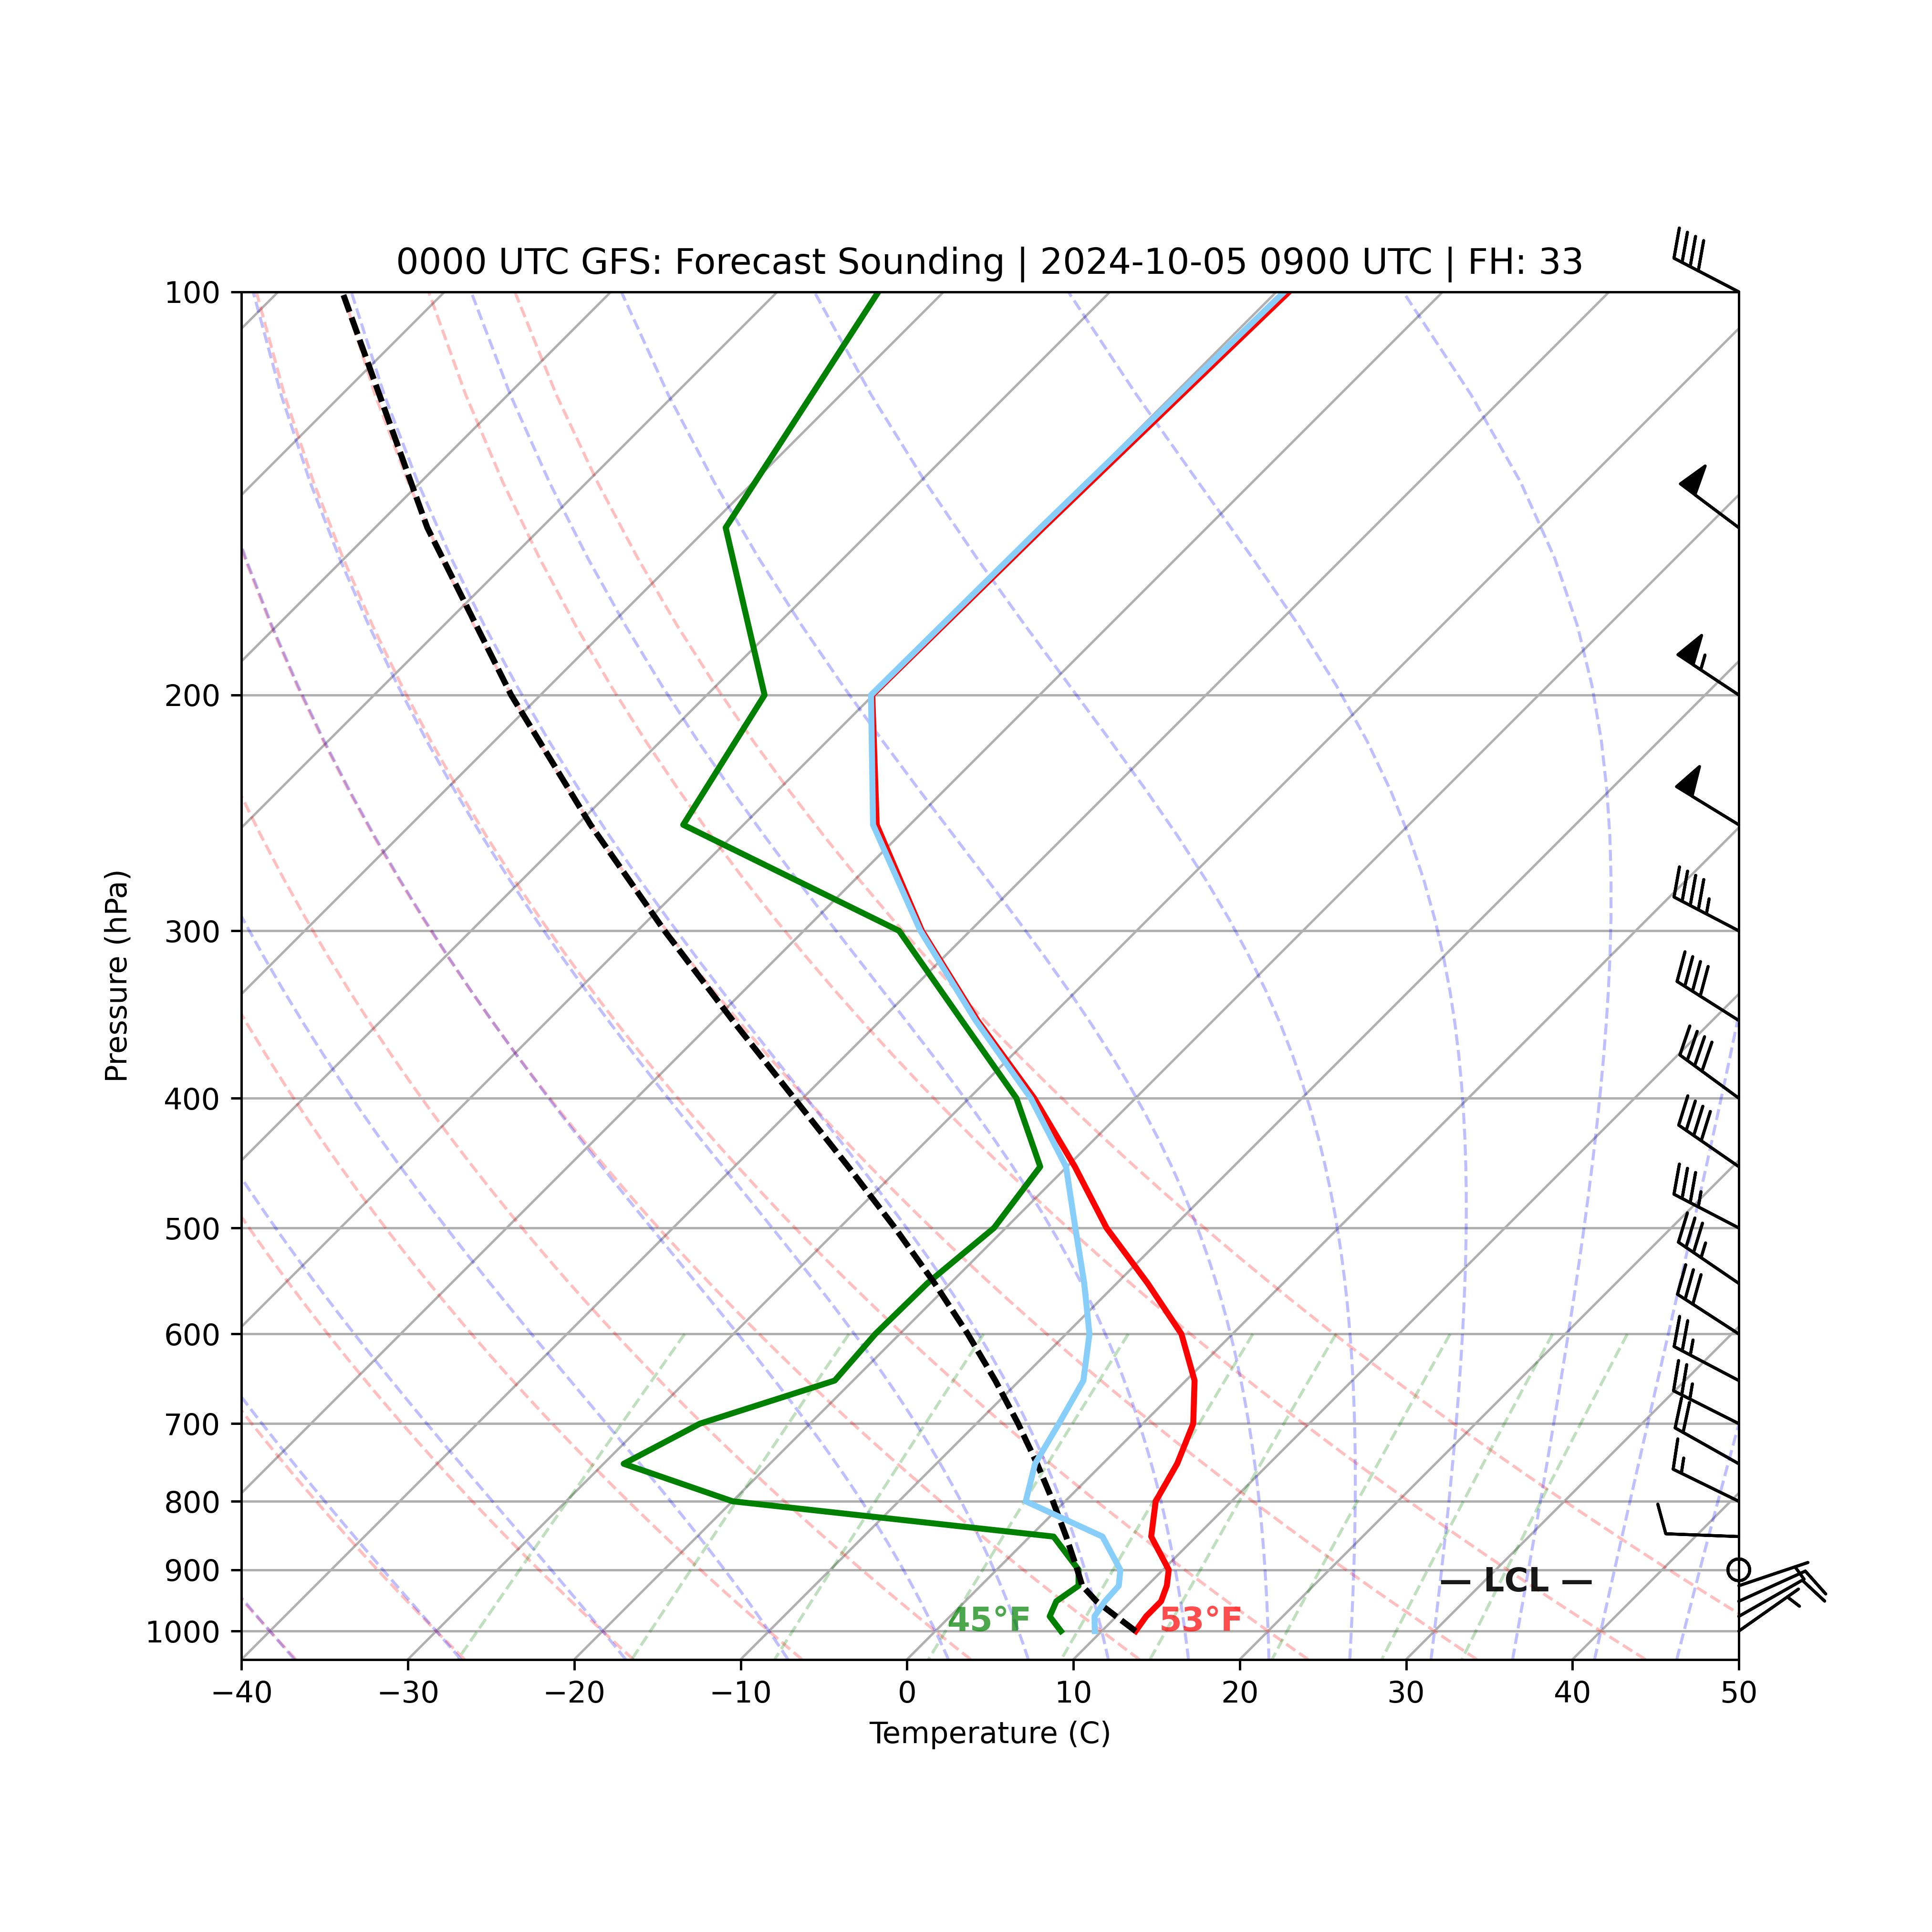 0000 UTC GFS: Forecast Sounding | 2024-10-05 0900 UTC | FH: 33
100
200
300
400
500
600
700
800
900
1000
Pressure (hPa)
— LCL —
45°F
53°F
−40 −30 −20 −10 0 10 20 30 40 50
Temperature (C)